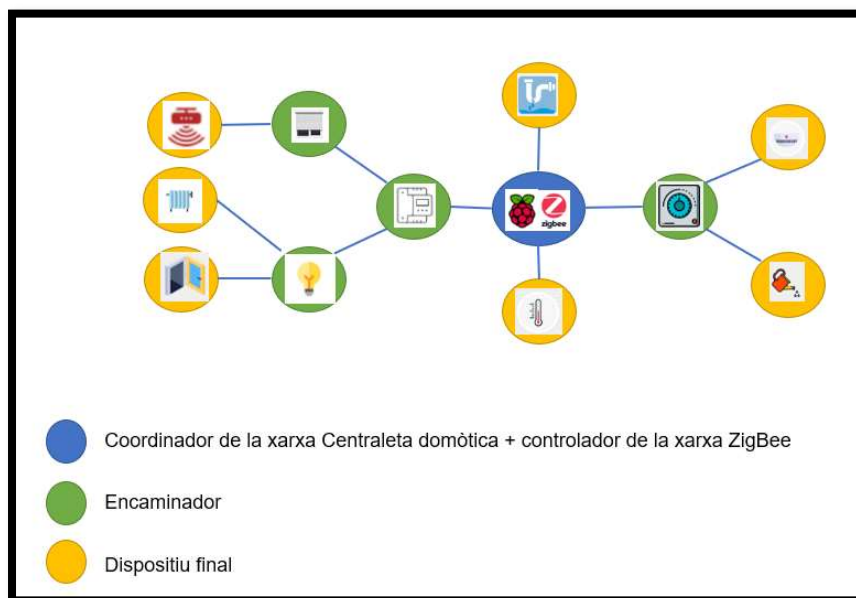 zigbee
Coordinador de la xarxa Centraleta domòtica + controlador de la xarxa ZigBee
Encaminador
Dispositiu final